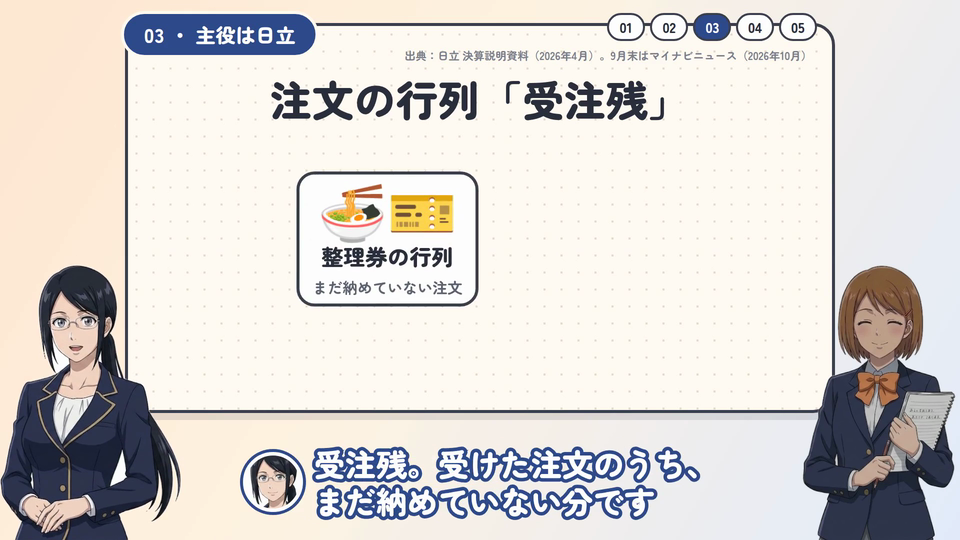 03 ・ 主役は日立
01 02 03 04 05
出典：日立 決算説明資料（2026年4月）。9月末はマイナビニュース（2026年10月）
注文の行列「受注残」
整理券の行列
まだ納めていない注文
受注残。受けた注文のうち、
まだ納めていない分です